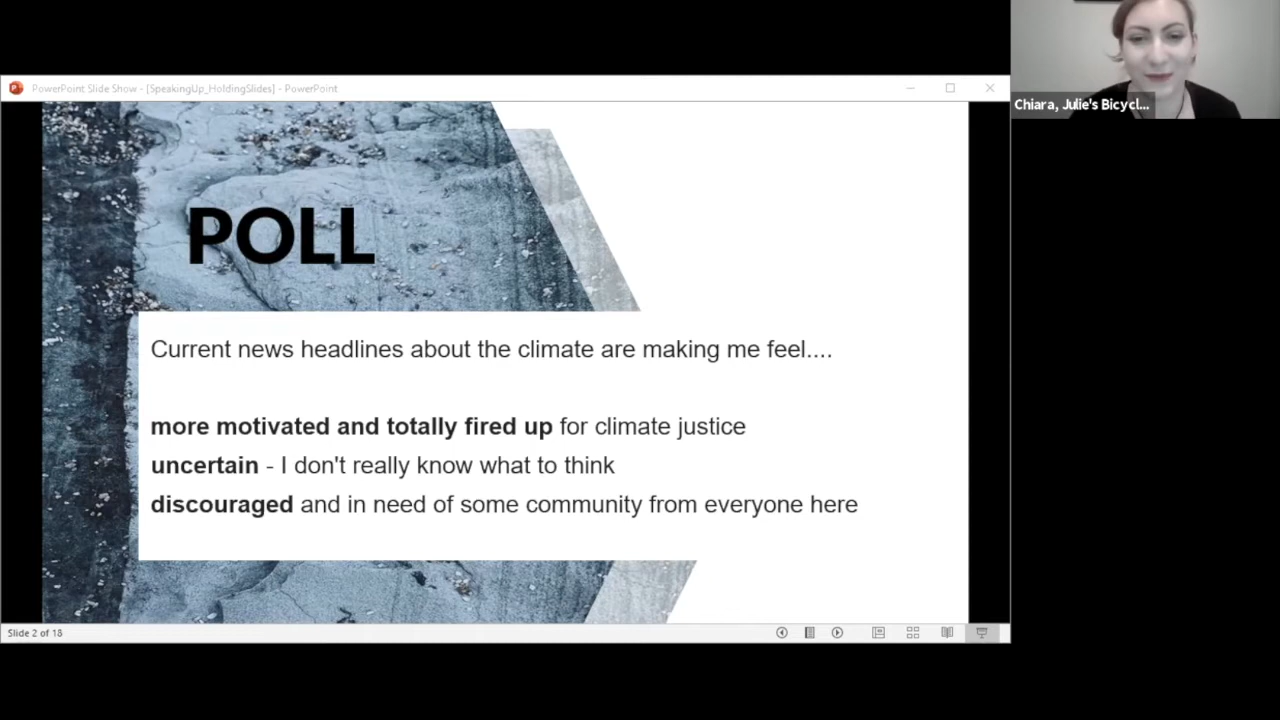 PowerPoint Slide Show - [SpeakingUp_HoldingSlides] - PowerPoint
Chiara, Julie's Bicycl...
POLL
Current news headlines about the climate are making me feel....
more motivated and totally fired up for climate justice
uncertain - I don't really know what to think
discouraged and in need of some community from everyone here
Slide 2 of 18